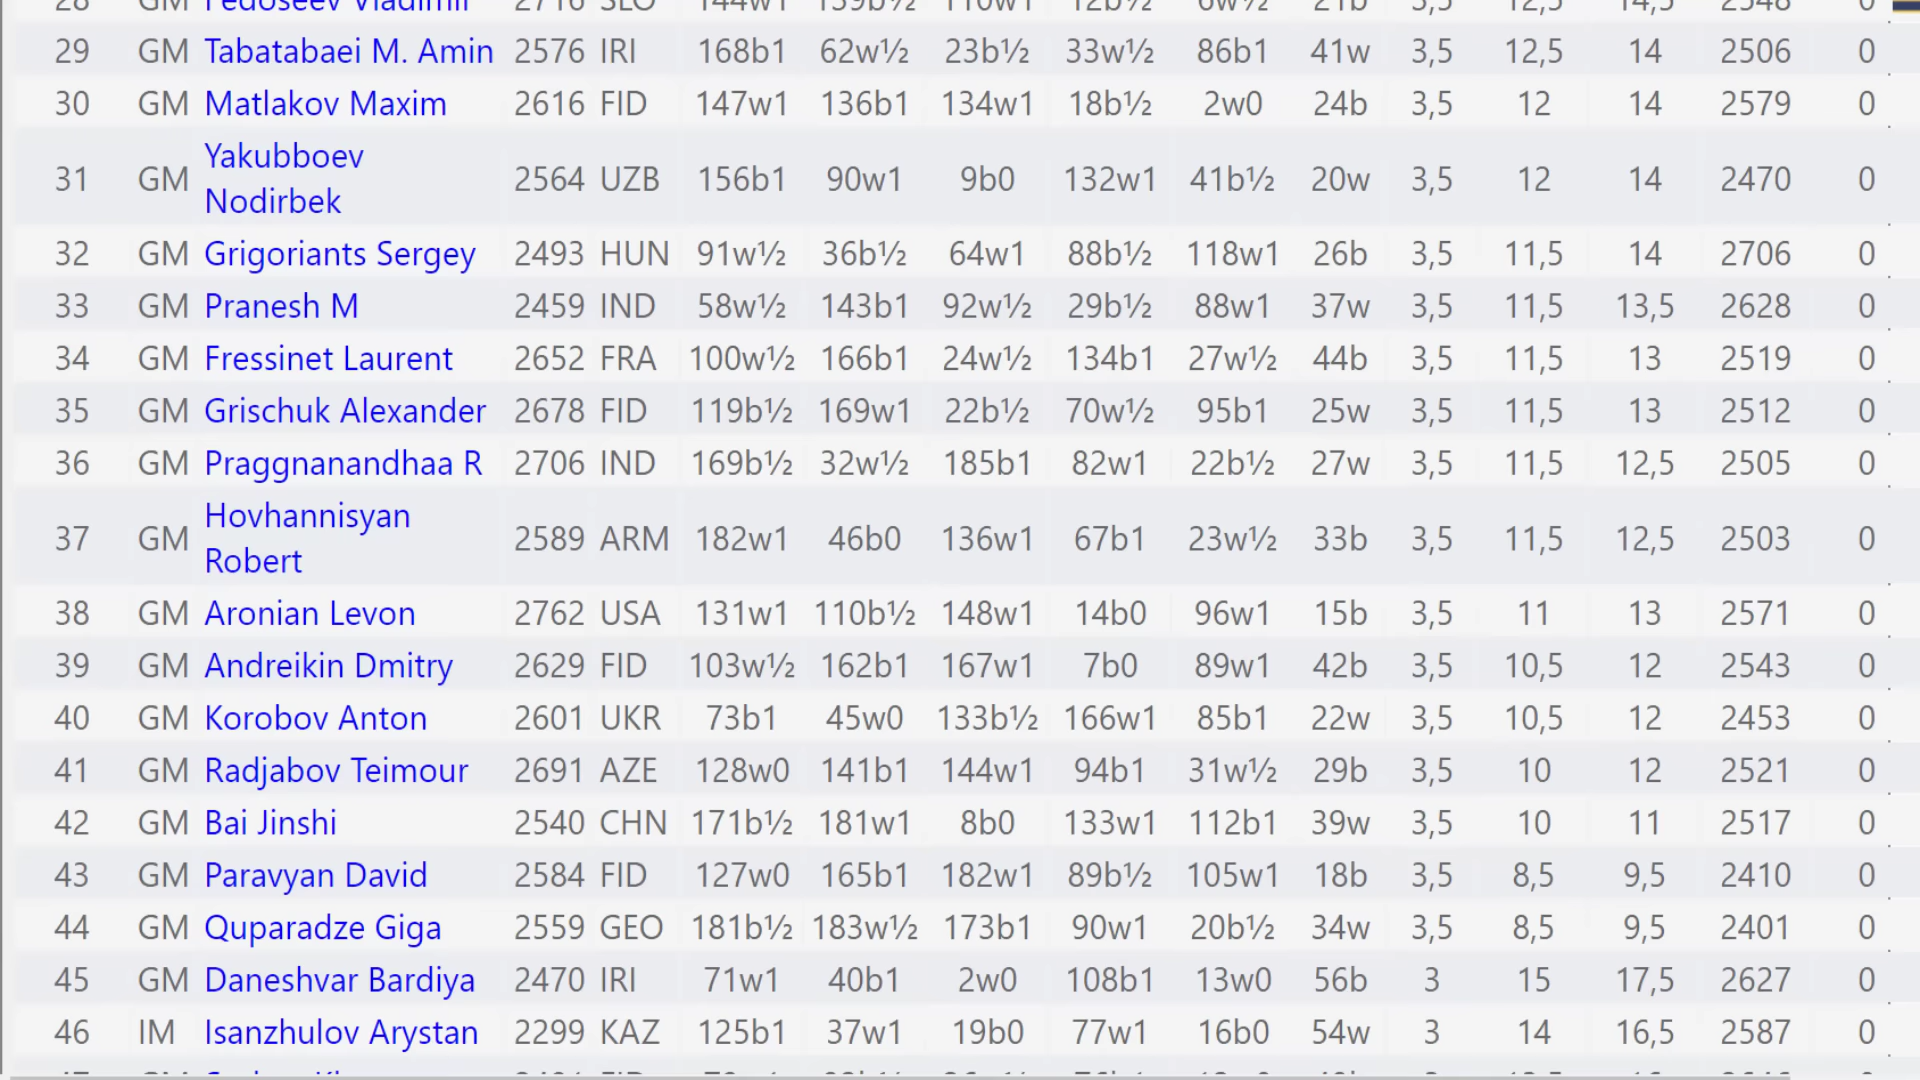 28 GM Fedoseev Vladimir 2716 SLO 144w1 139b½ 110w1 12b½ 6w½ 21b 3,5 12,5 14,5 2548 0
29 GM Tabatabaei M. Amin 2576 IRI 168b1 62w½ 23b½ 33w½ 86b1 41w 3,5 12,5 14 2506 0
30 GM Matlakov Maxim 2616 FID 147w1 136b1 134w1 18b½ 2w0 24b 3,5 12 14 2579 0
31 GM Yakubboev
Nodirbek 2564 UZB 156b1 90w1 9b0 132w1 41b½ 20w 3,5 12 14 2470 0
32 GM Grigoriants Sergey 2493 HUN 91w½ 36b½ 64w1 88b½ 118w1 26b 3,5 11,5 14 2706 0
33 GM Pranesh M 2459 IND 58w½ 143b1 92w½ 29b½ 88w1 37w 3,5 11,5 13,5 2628 0
34 GM Fressinet Laurent 2652 FRA 100w½ 166b1 24w½ 134b1 27w½ 44b 3,5 11,5 13 2519 0
35 GM Grischuk Alexander 2678 FID 119b½ 169w1 22b½ 70w½ 95b1 25w 3,5 11,5 13 2512 0
36 GM Praggnanandhaa R 2706 IND 169b½ 32w½ 185b1 82w1 22b½ 27w 3,5 11,5 12,5 2505 0
37 GM Hovhannisyan
Robert 2589 ARM 182w1 46b0 136w1 67b1 23w½ 33b 3,5 11,5 12,5 2503 0
38 GM Aronian Levon 2762 USA 131w1 110b½ 148w1 14b0 96w1 15b 3,5 11 13 2571 0
39 GM Andreikin Dmitry 2629 FID 103w½ 162b1 167w1 7b0 89w1 42b 3,5 10,5 12 2543 0
40 GM Korobov Anton 2601 UKR 73b1 45w0 133b½ 166w1 85b1 22w 3,5 10,5 12 2453 0
41 GM Radjabov Teimour 2691 AZE 128w0 141b1 144w1 94b1 31w½ 29b 3,5 10 12 2521 0
42 GM Bai Jinshi 2540 CHN 171b½ 181w1 8b0 133w1 112b1 39w 3,5 10 11 2517 0
43 GM Paravyan David 2584 FID 127w0 165b1 182w1 89b½ 105w1 18b 3,5 8,5 9,5 2410 0
44 GM Quparadze Giga 2559 GEO 181b½ 183w½ 173b1 90w1 20b½ 34w 3,5 8,5 9,5 2401 0
45 GM Daneshvar Bardiya 2470 IRI 71w1 40b1 2w0 108b1 13w0 56b 3 15 17,5 2627 0
46 IM Isanzhulov Arystan 2299 KAZ 125b1 37w1 19b0 77w1 16b0 54w 3 14 16,5 2587 0